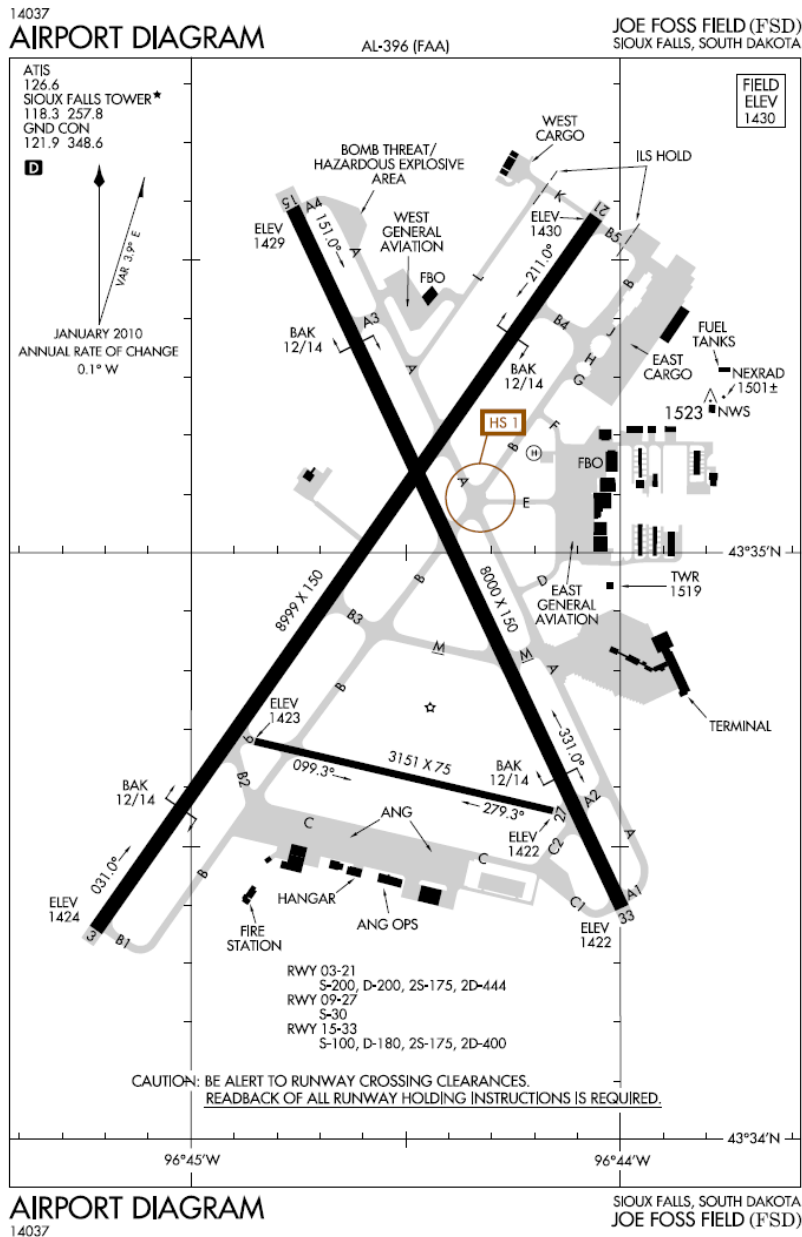 14037
AIRPORT DIAGRAM
AL-396 (FAA)
JOE FOSS FIELD (FSD)
SIOUX FALLS, SOUTH DAKOTA
ATIS
126.6
SIOUX FALLS TOWER★
118.3 257.8
GND CON
121.9 348.6
D
FIELD
ELEV
1430
VAR 3.9° E
JANUARY 2010
ANNUAL RATE OF CHANGE
0.1° W
WEST
CARGO
ILS HOLD
BOMB THREAT/
HAZARDOUS EXPLOSIVE
AREA
WEST
GENERAL
AVIATION
FBO
15
A4
ELEV
1429
151.0°
A
K
ELEV
1430
21
B5
211.0°
L
B
A3
BAK
12/14
A
B4
BAK
12/14
J
H
G
EAST
CARGO
FUEL
TANKS
NEXRAD
1501±
1523
NWS
HS 1
F
B
H
FBO
A
E
43°35'N
8999 X 150
8000 X 150
B
D
EAST
GENERAL
AVIATION
TWR
1519
B3
M
M
A
B
TERMINAL
ELEV
1423
9
099.3°
3151 X 75
279.3°
331.0°
BAK
12/14
BAK
12/14
B2
27
A2
ELEV
1422
C2
A
C
ANG
C
031.0°
B
ELEV
1424
3
B1
HANGAR
ANG OPS
FIRE
STATION
C1
A1
33
ELEV
1422
RWY 03-21
S-200, D-200, 2S-175, 2D-444
RWY 09-27
S-30
RWY 15-33
S-100, D-180, 2S-175, 2D-400
CAUTION: BE ALERT TO RUNWAY CROSSING CLEARANCES.
READBACK OF ALL RUNWAY HOLDING INSTRUCTIONS IS REQUIRED.
43°34'N
96°45'W
96°44'W
AIRPORT DIAGRAM
14037
SIOUX FALLS, SOUTH DAKOTA
JOE FOSS FIELD (FSD)